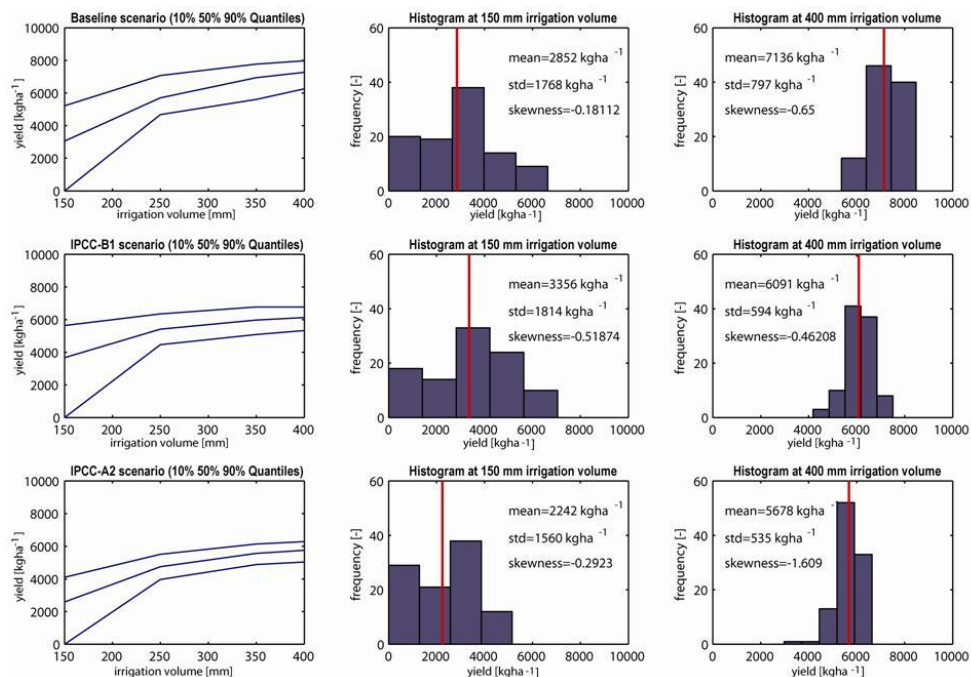 Baseline scenario (10% 50% 90% Quantiles)
10000
8000
6000
4000
2000
0
yield [kgha-1]
150 200 250 300 350 400
irrigation volume [mm]
Histogram at 150 mm irrigation volume
60
40
20
0
frequency [-]
mean=2852 kgha -1
std=1768 kgha -1
skewness=-0.18112
0 2000 4000 6000 8000 10000
yield [kgha -1]
Histogram at 400 mm irrigation volume
60
40
20
0
frequency [-]
mean=7136 kgha -1
std=797 kgha -1
skewness=-0.65
0 2000 4000 6000 8000 10000
yield [kgha -1]
IPCC-B1 scenario (10% 50% 90% Quantiles)
10000
8000
6000
4000
2000
0
yield [kgha-1]
150 200 250 300 350 400
irrigation volume [mm]
Histogram at 150 mm irrigation volume
60
40
20
0
frequency [-]
mean=3356 kgha -1
std=1814 kgha -1
skewness=-0.51874
0 2000 4000 6000 8000 10000
yield [kgha -1]
Histogram at 400 mm irrigation volume
60
40
20
0
frequency [-]
mean=6091 kgha -1
std=594 kgha -1
skewness=-0.46208
0 2000 4000 6000 8000 10000
yield [kgha -1]
IPCC-A2 scenario (10% 50% 90% Quantiles)
10000
8000
6000
4000
2000
0
yield [kgha-1]
150 200 250 300 350 400
irrigation volume [mm]
Histogram at 150 mm irrigation volume
60
40
20
0
frequency [-]
mean=2242 kgha -1
std=1560 kgha -1
skewness=-0.2923
0 2000 4000 6000 8000 10000
yield [kgha -1]
Histogram at 400 mm irrigation volume
60
40
20
0
frequency [-]
mean=5678 kgha -1
std=535 kgha -1
skewness=-1.609
0 2000 4000 6000 8000 10000
yield [kgha -1]